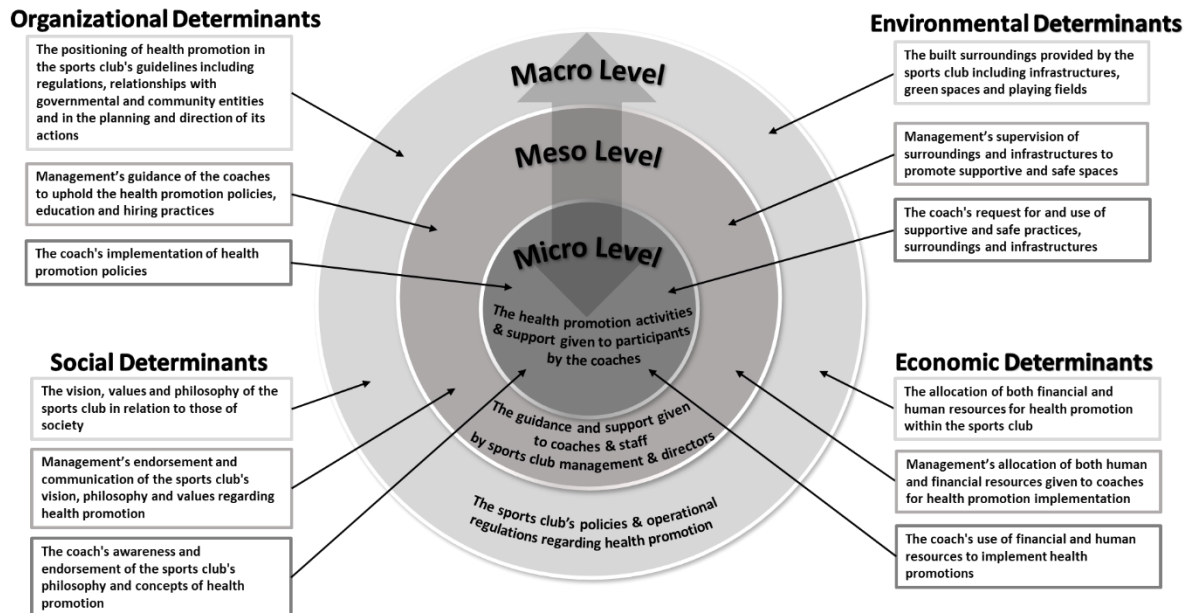 Organizational Determinants
The positioning of health promotion in
the sports club's guidelines including
regulations, relationships with
governmental and community entities
and in the planning and direction of its
actions
Management's guidance of the coaches
to uphold the health promotion policies,
education and hiring practices
The coach's implementation of health
promotion policies
Social Determinants
The vision, values and philosophy of the
sports club in relation to those of
society
Management's endorsement and
communication of the sports club's
vision, philosophy and values regarding
health promotion
The coach's awareness and
endorsement of the sports club's
philosophy and concepts of health
promotion
Macro Level
Meso Level
Micro Level
The health promotion activities
& support given to participants
by the coaches
The guidance and support given
to coaches & staff
by sports club management & directors
The sports club's policies & operational
regulations regarding health promotion
Environmental Determinants
The built surroundings provided by the
sports club including infrastructures,
green spaces and playing fields
Management's supervision of
surroundings and infrastructures to
promote supportive and safe spaces
The coach's request for and use of
supportive and safe practices,
surroundings and infrastructures
Economic Determinants
The allocation of both financial and
human resources for health promotion
within the sports club
Management's allocation of both human
and financial resources given to coaches
for health promotion implementation
The coach's use of financial and human
resources to implement health
promotions